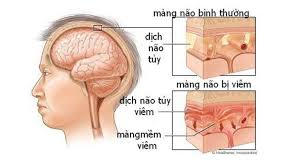 màng não bình thường
dịch
não
tủy
màng não bị viêm
dịch não tủy
viêm
màngmềm
viêm